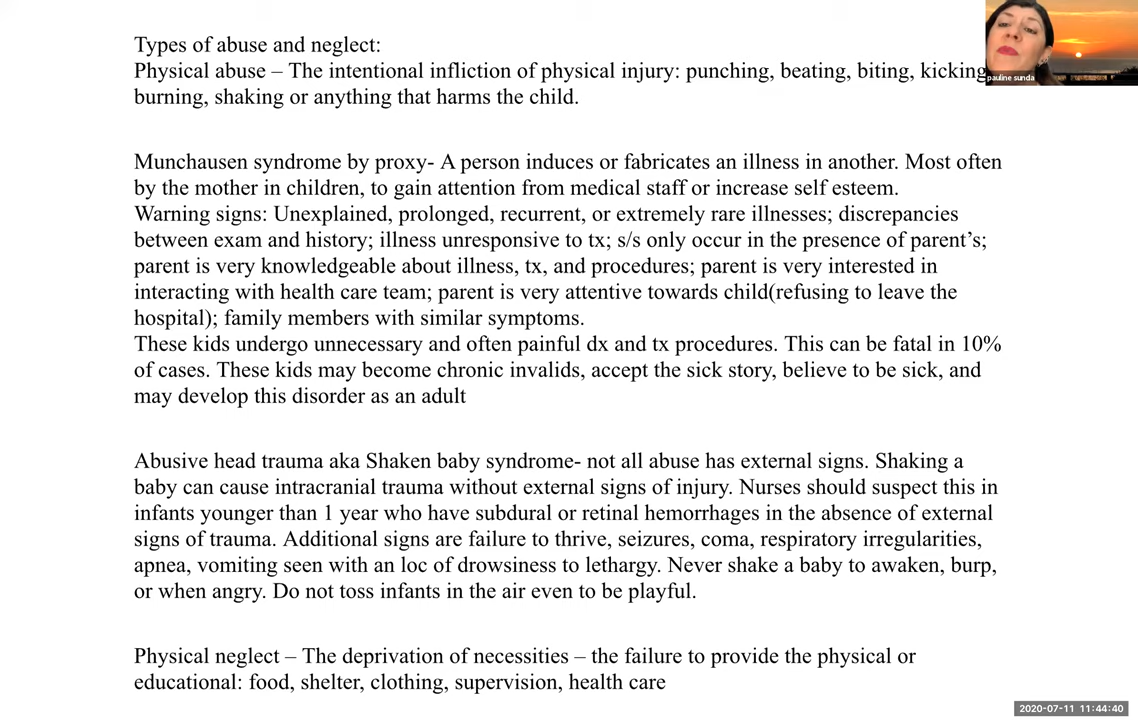 Types of abuse and neglect:
Physical abuse – The intentional infliction of physical injury: punching, beating, biting, kicking
burning, shaking or anything that harms the child.
pauline sunda
Munchausen syndrome by proxy- A person induces or fabricates an illness in another. Most often
by the mother in children, to gain attention from medical staff or increase self esteem.
Warning signs: Unexplained, prolonged, recurrent, or extremely rare illnesses; discrepancies
between exam and history; illness unresponsive to tx; s/s only occur in the presence of parent’s;
parent is very knowledgeable about illness, tx, and procedures; parent is very interested in
interacting with health care team; parent is very attentive towards child(refusing to leave the
hospital); family members with similar symptoms.
These kids undergo unnecessary and often painful dx and tx procedures. This can be fatal in 10%
of cases. These kids may become chronic invalids, accept the sick story, believe to be sick, and
may develop this disorder as an adult
Abusive head trauma aka Shaken baby syndrome- not all abuse has external signs. Shaking a
baby can cause intracranial trauma without external signs of injury. Nurses should suspect this in
infants younger than 1 year who have subdural or retinal hemorrhages in the absence of external
signs of trauma. Additional signs are failure to thrive, seizures, coma, respiratory irregularities,
apnea, vomiting seen with an loc of drowsiness to lethargy. Never shake a baby to awaken, burp,
or when angry. Do not toss infants in the air even to be playful.
Physical neglect – The deprivation of necessities – the failure to provide the physical or
educational: food, shelter, clothing, supervision, health care
2020-07-11 11:44:40